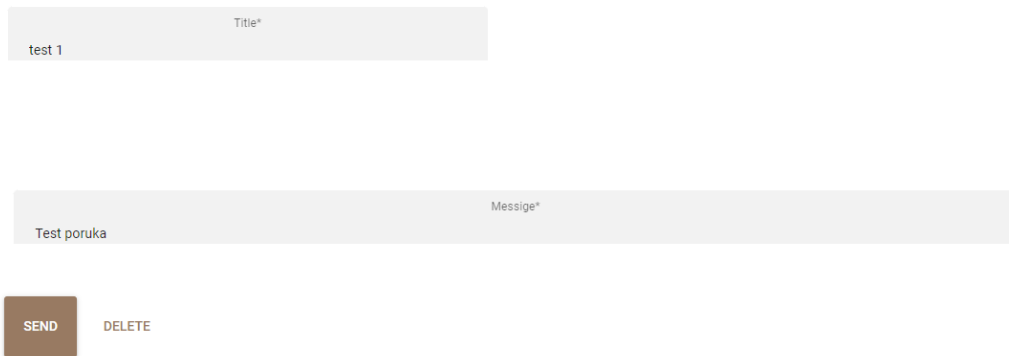 Title*
test 1
Messige*
Test poruka
SEND DELETE